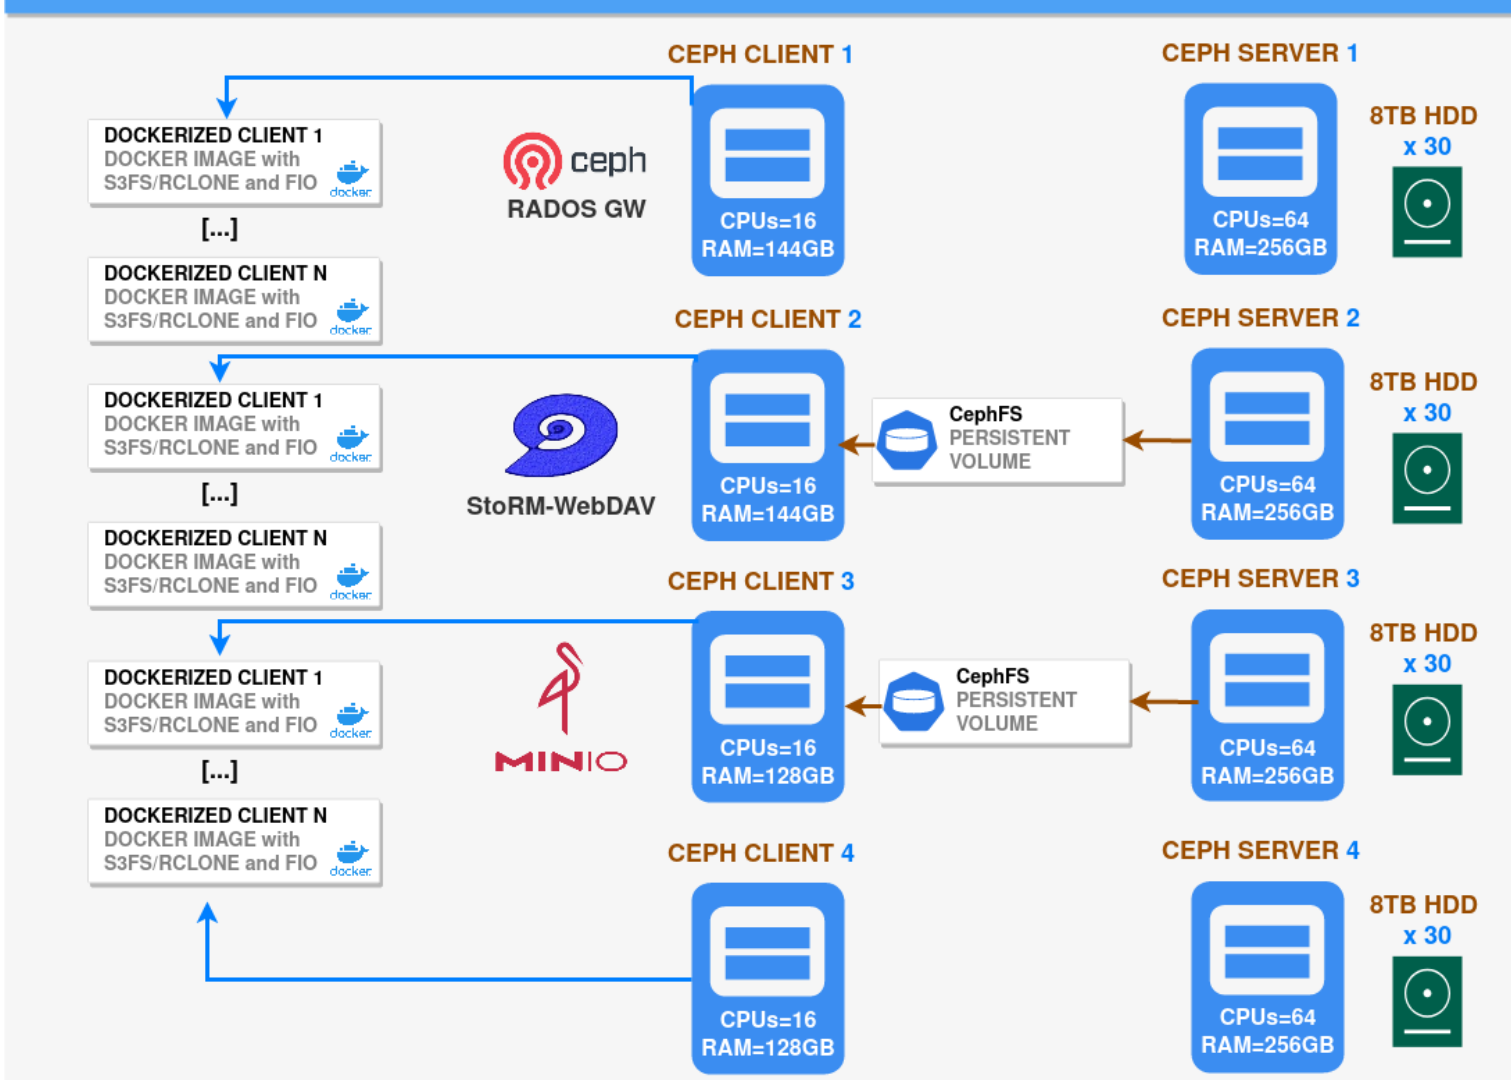 CEPH CLIENT 1
CEPH SERVER 1
DOCKERIZED CLIENT 1
DOCKER IMAGE with
S3FS/RCLONE and FIO
docker
[...]
DOCKERIZED CLIENT N
DOCKER IMAGE with
S3FS/RCLONE and FIO
docker
ceph
RADOS GW
CPUs=16
RAM=144GB
CPUs=64
RAM=256GB
8TB HDD
x 30
CEPH CLIENT 2
CEPH SERVER 2
DOCKERIZED CLIENT 1
DOCKER IMAGE with
S3FS/RCLONE and FIO
docker
[...]
DOCKERIZED CLIENT N
DOCKER IMAGE with
S3FS/RCLONE and FIO
docker
StoRM-WebDAV
CPUs=16
RAM=144GB
CephFS
PERSISTENT
VOLUME
CPUs=64
RAM=256GB
8TB HDD
x 30
CEPH CLIENT 3
CEPH SERVER 3
DOCKERIZED CLIENT 1
DOCKER IMAGE with
S3FS/RCLONE and FIO
docker
[...]
DOCKERIZED CLIENT N
DOCKER IMAGE with
S3FS/RCLONE and FIO
docker
MINIO
CPUs=16
RAM=128GB
CephFS
PERSISTENT
VOLUME
CPUs=64
RAM=256GB
8TB HDD
x 30
CEPH CLIENT 4
CEPH SERVER 4
CPUs=16
RAM=128GB
CPUs=64
RAM=256GB
8TB HDD
x 30